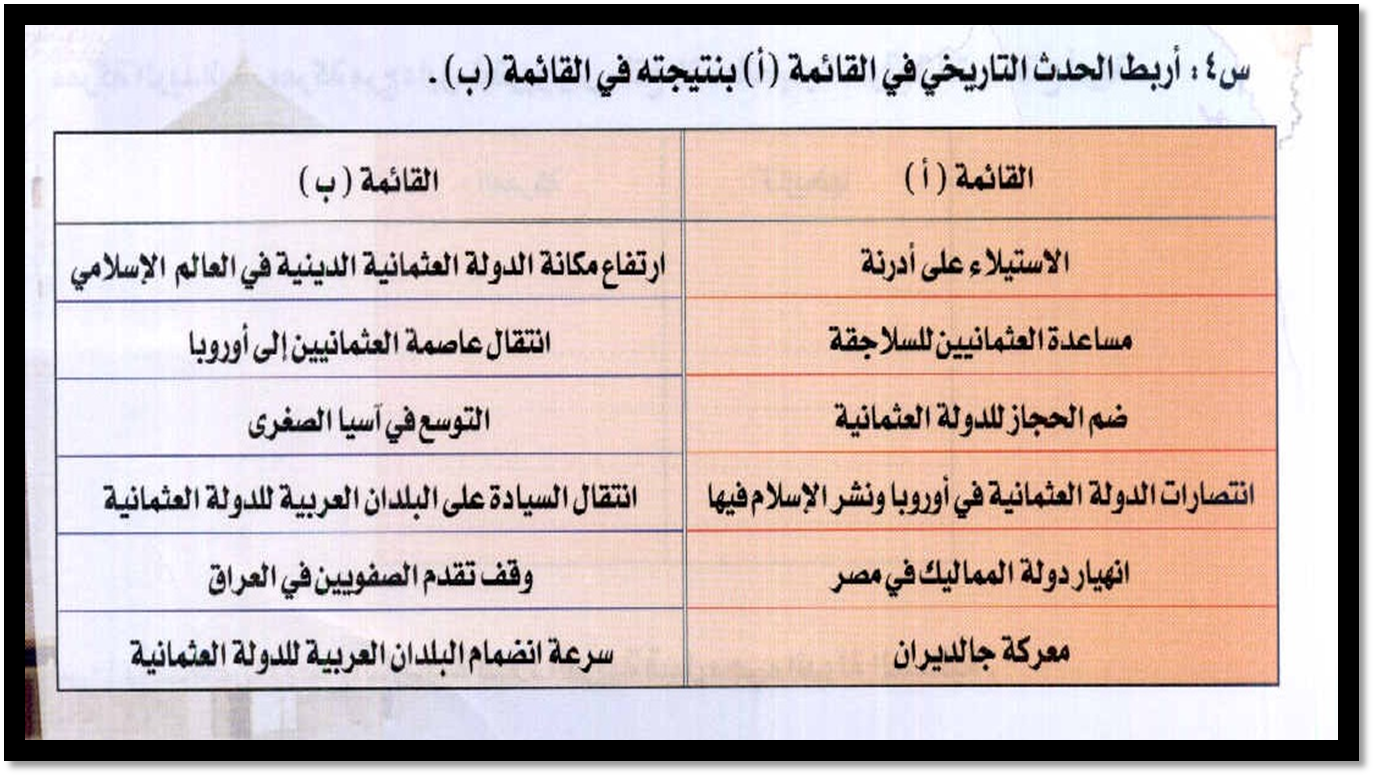 س٤: أربط الحدث التاريخي في القائمة (أ) بنتيجته في القائمة (ب).
القائمة (أ)
القائمة (ب)
الاستيلاء على أدرنة
ارتفاع مكانة الدولة العثمانية الدينية في العالم الإسلامي
مساعدة العثمانيين للسلاجقة
انتقال عاصمة العثمانيين إلى أوروبا
ضم الحجاز للدولة العثمانية
التوسع في آسيا الصغرى
انتصارات الدولة العثمانية في أوروبا ونشر الإسلام فيها
انتقال السيادة على البلدان العربية للدولة العثمانية
انهيار دولة المماليك في مصر
وقف تقدم الصفويين في العراق
معركة جالديران
سرعة انضمام البلدان العربية للدولة العثمانية